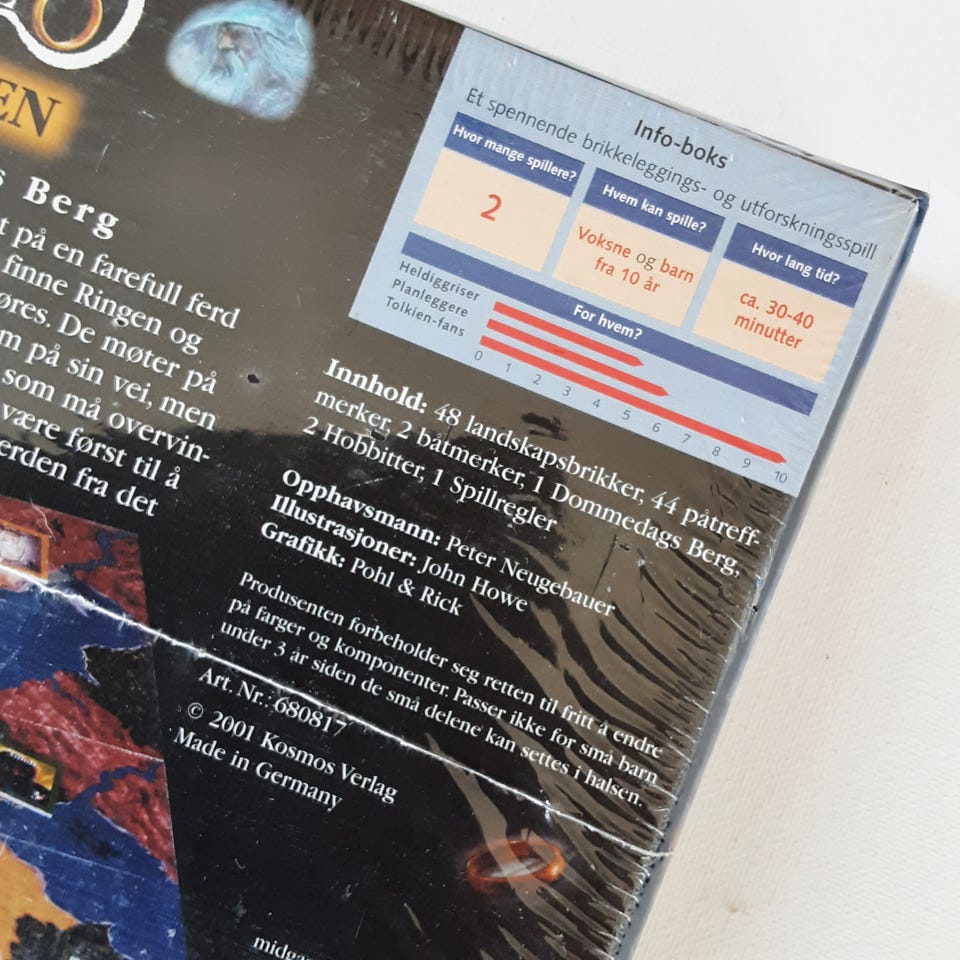 EN
s Berg
t på en farefull ferd
finne Ringen og
øres. De møter på
m på sin vei, men
som må overvin-
være først til å
erden fra det
Info-boks
Et spennende brikkeleggings- og utforskningsspill
Hvor mange spillere?
2
Hvem kan spille?
Voksne og barn
fra 10 år
Hvor lang tid?
ca. 30-40
minutter
For hvem?
Heldiggriser
Planleggere
Tolkien-fans
0 1 2 3 4 5 6 7 8 9 10
Innhold: 48 landskapsbrikker, 44 påtreff-
merker, 2 båtmerker, 1 Dommedags Berg,
2 Hobbitter, 1 Spillregler
Opphavsmann: Peter Neugebauer
Illustrasjoner: John Howe
Grafikk: Pohl & Rick
Produsenten forbeholder seg retten til fritt å endre
på farger og komponenter. Passer ikke for små barn
under 3 år siden de små delene kan settes i halsen.
Art. Nr.: 680817
© 2001 Kosmos Verlag
Made in Germany
midga